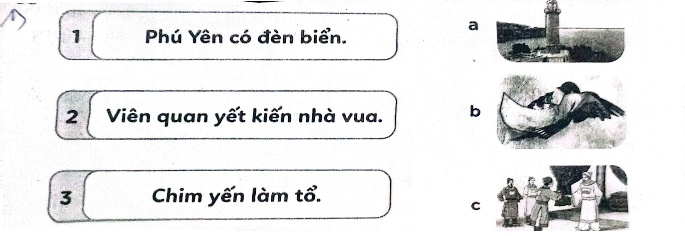 1 Phú Yên có đèn biển. a
2 Viên quan yết kiến nhà vua. b
3 Chim yến làm tổ. c